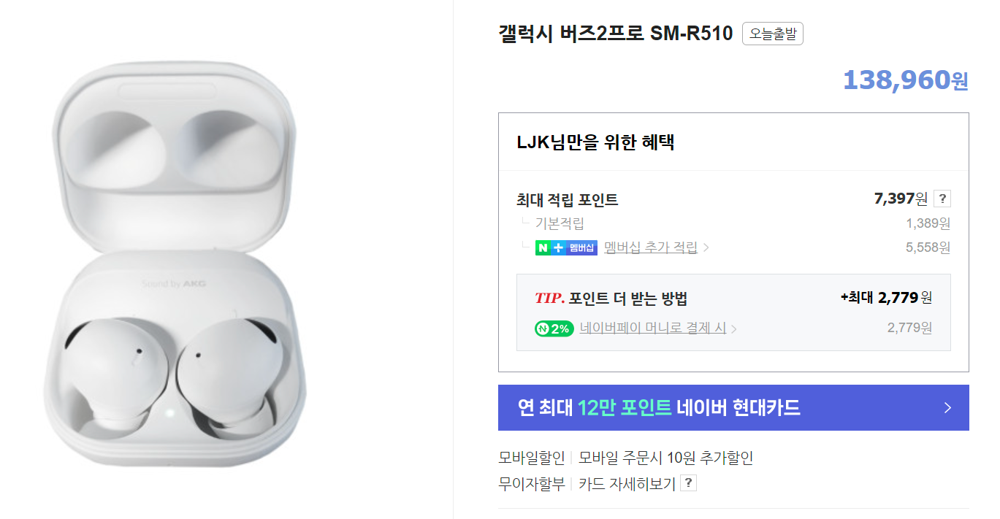 갤럭시 버즈2프로 SM-R510 오늘출발
138,960원
LJK님만을 위한 혜택
최대 적립 포인트 7,397원 ?
기본적립 1,389원
N + 멤버십 멤버십 추가 적립 5,558원
TIP. 포인트 더 받는 방법 +최대 2,779원
N 2% 네이버페이 머니로 결제 시 2,779원
연 최대 12만 포인트 네이버 현대카드
모바일할인 모바일 주문시 10원 추가할인
무이자할부 카드 자세히보기 ?
Sound by AKG